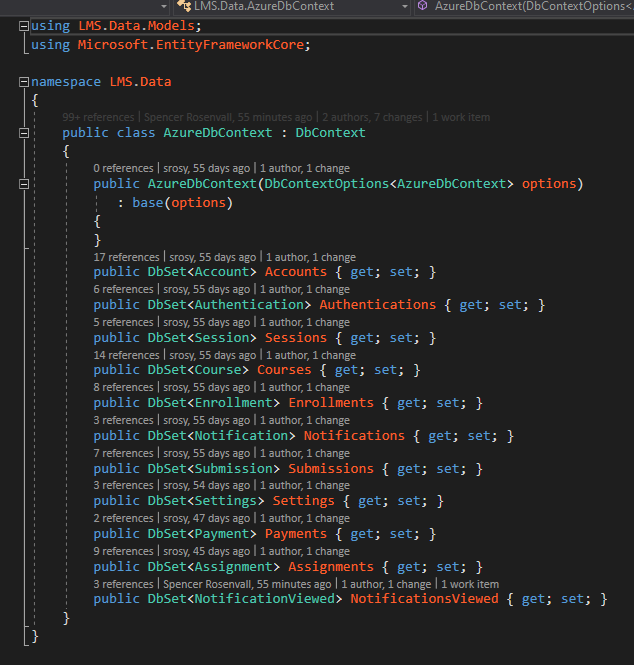 LMS.Data.AzureDbContext AzureDbContext(DbContextOptions<
using LMS.Data.Models;
using Microsoft.EntityFrameworkCore;
namespace LMS.Data
{
99+ references | Spencer Rosenvall, 55 minutes ago | 2 authors, 7 changes | 1 work item
public class AzureDbContext : DbContext
{
0 references | srosy, 55 days ago | 1 author, 1 change
public AzureDbContext(DbContextOptions<AzureDbContext> options)
: base(options)
{
}
17 references | srosy, 55 days ago | 1 author, 1 change
public DbSet<Account> Accounts { get; set; }
6 references | srosy, 55 days ago | 1 author, 1 change
public DbSet<Authentication> Authentications { get; set; }
5 references | srosy, 55 days ago | 1 author, 1 change
public DbSet<Session> Sessions { get; set; }
14 references | srosy, 55 days ago | 1 author, 1 change
public DbSet<Course> Courses { get; set; }
8 references | srosy, 55 days ago | 1 author, 1 change
public DbSet<Enrollment> Enrollments { get; set; }
3 references | srosy, 55 days ago | 1 author, 1 change
public DbSet<Notification> Notifications { get; set; }
7 references | srosy, 55 days ago | 1 author, 1 change
public DbSet<Submission> Submissions { get; set; }
3 references | srosy, 54 days ago | 1 author, 1 change
public DbSet<Settings> Settings { get; set; }
2 references | srosy, 47 days ago | 1 author, 1 change
public DbSet<Payment> Payments { get; set; }
9 references | srosy, 45 days ago | 1 author, 1 change
public DbSet<Assignment> Assignments { get; set; }
3 references | Spencer Rosenvall, 55 minutes ago | 1 author, 1 change | 1 work item
public DbSet<NotificationViewed> NotificationsViewed { get; set; }
}
}